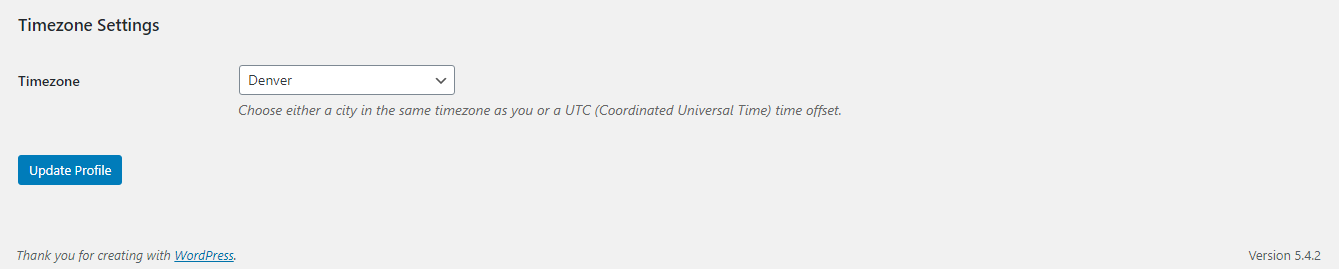 Timezone Settings
Timezone
Denver
Choose either a city in the same timezone as you or a UTC (Coordinated Universal Time) time offset.
Update Profile
Thank you for creating with WordPress.
Version 5.4.2